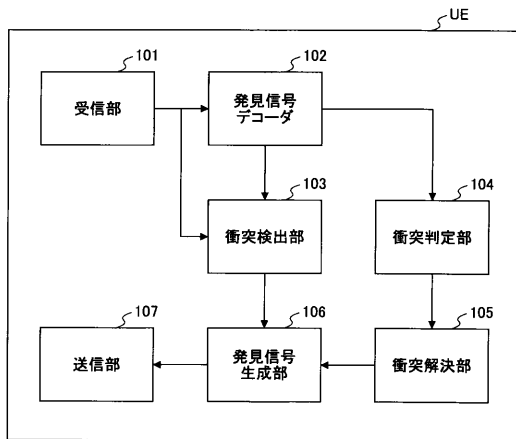 UE
101
受信部
102
発見信号
デコーダ
103
衝突検出部
104
衝突判定部
107
送信部
106
発見信号
生成部
105
衝突解決部